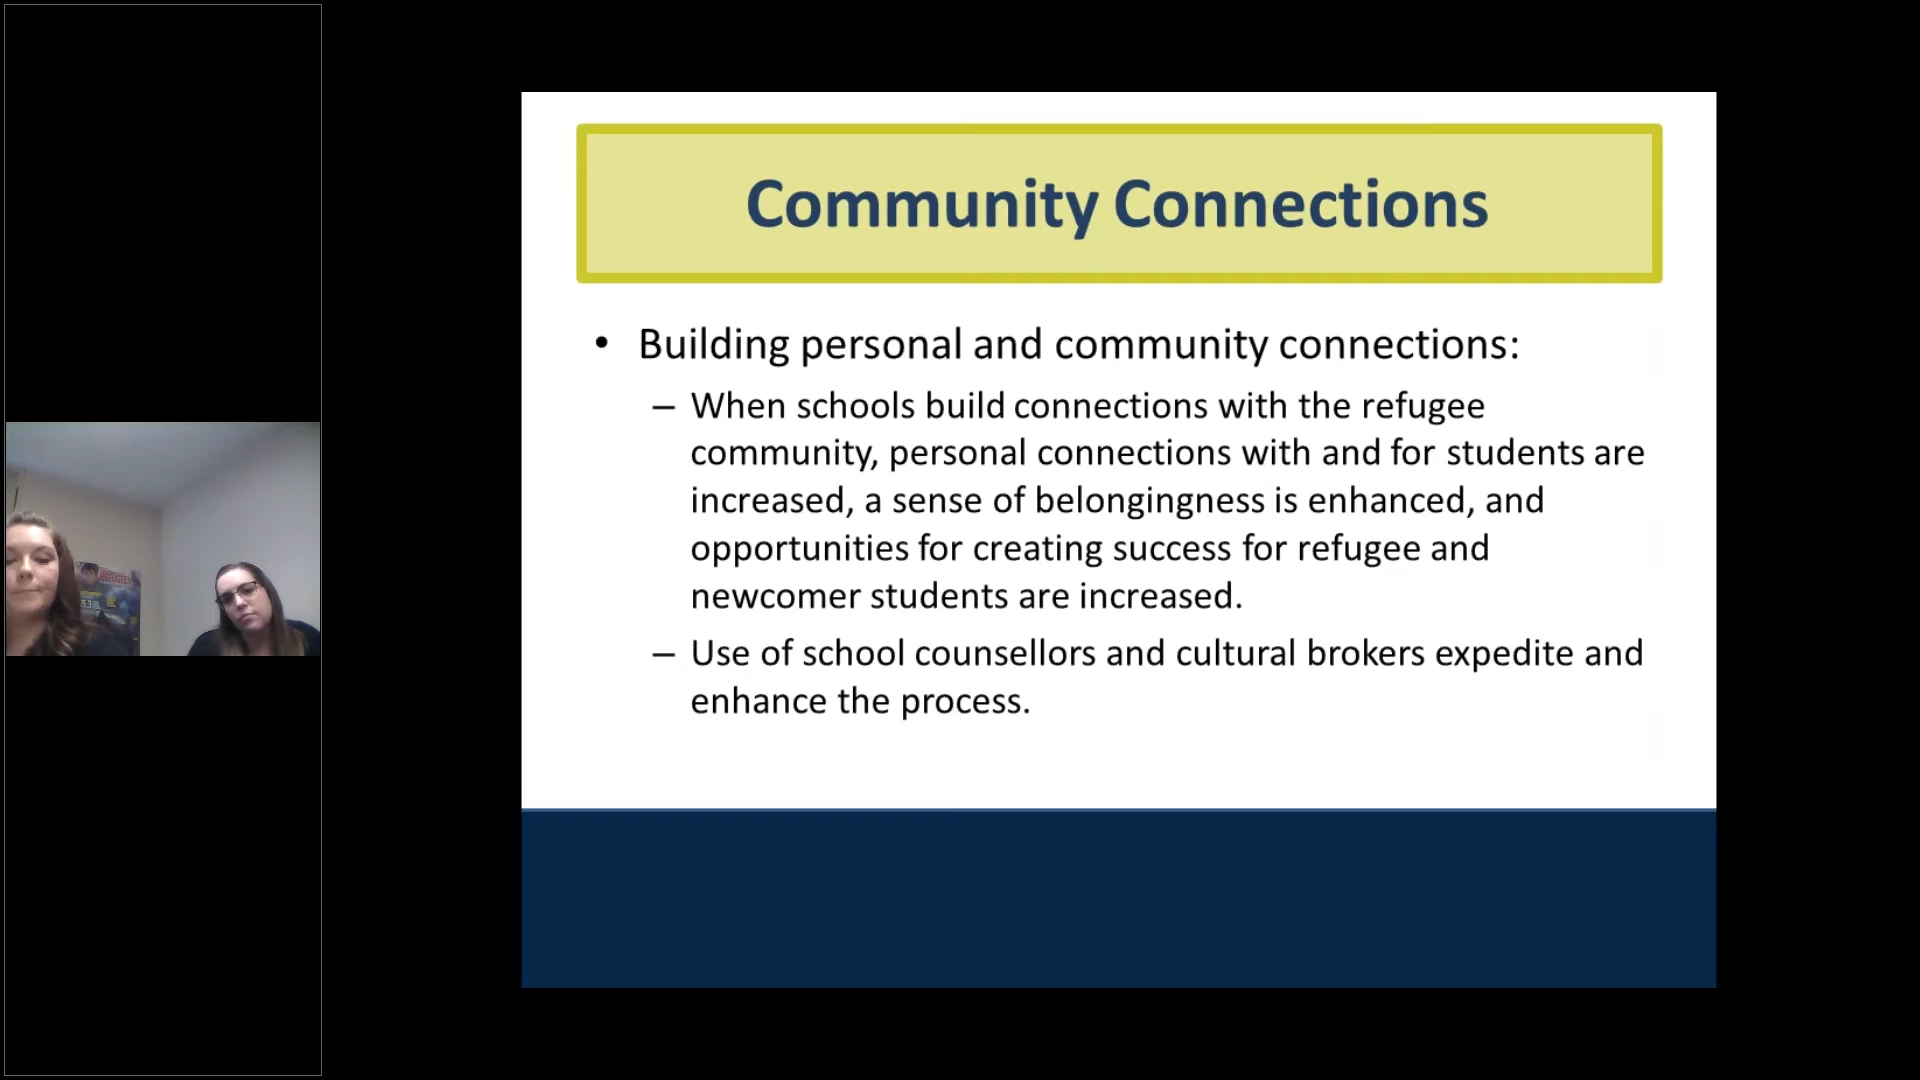 Community Connections
• Building personal and community connections:
– When schools build connections with the refugee
community, personal connections with and for students are
increased, a sense of belongingness is enhanced, and
opportunities for creating success for refugee and
newcomer students are increased.
– Use of school counsellors and cultural brokers expedite and
enhance the process.